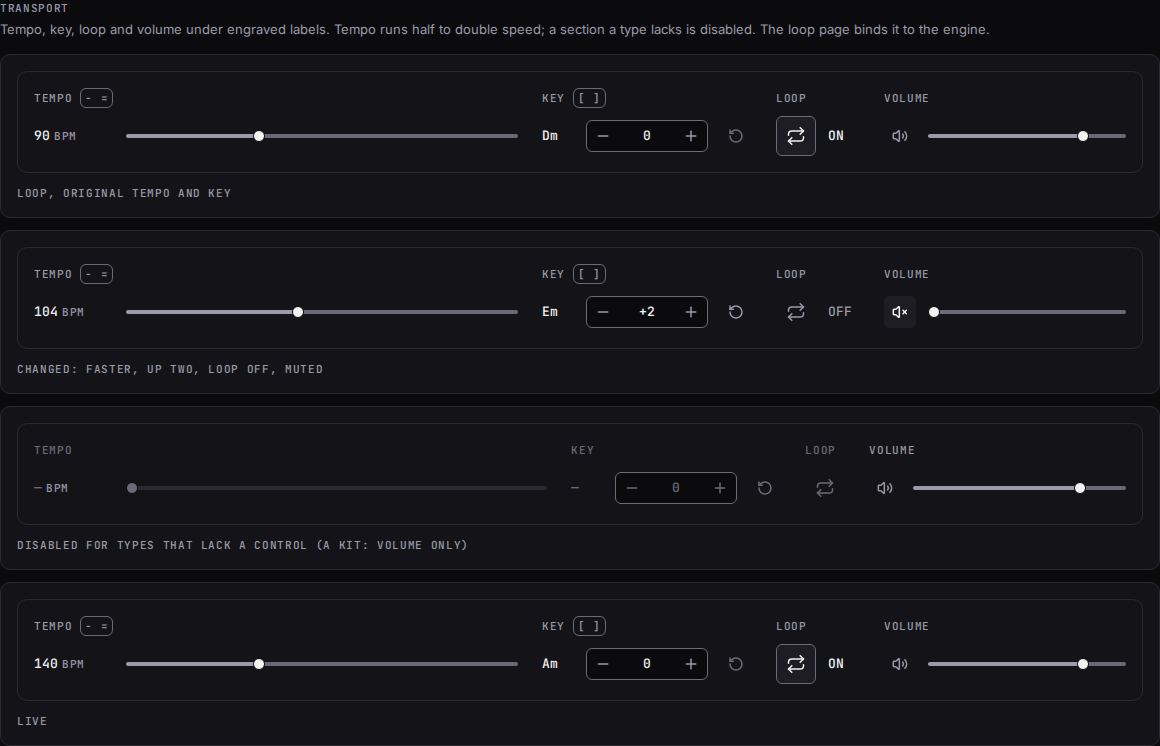 TRANSPORT
Tempo, key, loop and volume under engraved labels. Tempo runs half to double speed; a section a type lacks is disabled. The loop page binds it to the engine.
TEMPO - = KEY [ ] LOOP VOLUME
90 BPM Dm − 0 + ON
LOOP, ORIGINAL TEMPO AND KEY
TEMPO - = KEY [ ] LOOP VOLUME
104 BPM Em − +2 + OFF
CHANGED: FASTER, UP TWO, LOOP OFF, MUTED
TEMPO KEY LOOP VOLUME
— BPM — − 0 +
DISABLED FOR TYPES THAT LACK A CONTROL (A KIT: VOLUME ONLY)
TEMPO - = KEY [ ] LOOP VOLUME
140 BPM Am − 0 + ON
LIVE